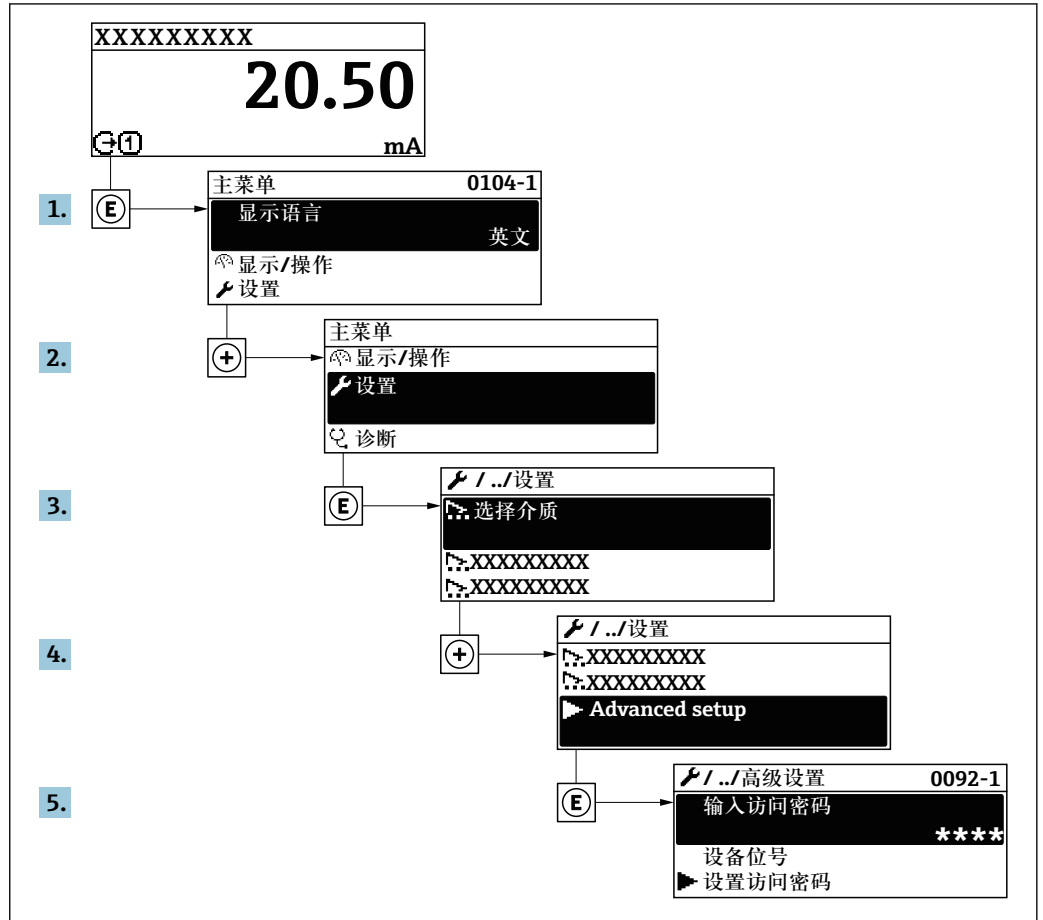 XXXXXXXXX
20.50
mA
1.
E
主菜单 0104-1
显示语言
英文
显示/操作
设置
2.
+
主菜单
显示/操作
设置
诊断
3.
E
/ ../设置
选择介质
XXXXXXXXX
XXXXXXXXX
4.
+
/ ../设置
XXXXXXXXX
XXXXXXXXX
Advanced setup
5.
E
/ ../高级设置 0092-1
输入访问密码
****
设备位号
设置访问密码